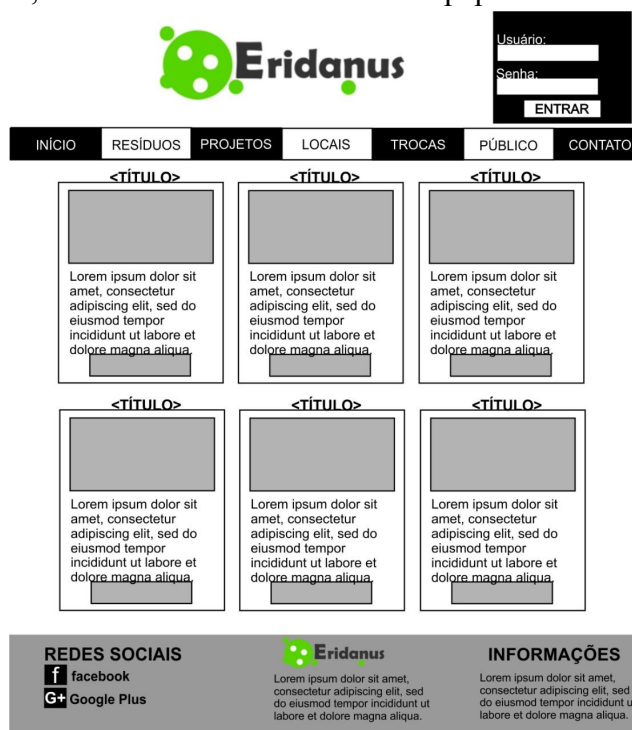 Eridanus
Usuário:
Senha:
ENTRAR
INÍCIO RESÍDUOS PROJETOS LOCAIS TROCAS PÚBLICO CONTATO
<TÍTULO> <TÍTULO> <TÍTULO>
Lorem ipsum dolor sit
amet, consectetur
adipiscing elit, sed do
eiusmod tempor
incididunt ut labore et
dolore magna aliqua.
Lorem ipsum dolor sit
amet, consectetur
adipiscing elit, sed do
eiusmod tempor
incididunt ut labore et
dolore magna aliqua.
Lorem ipsum dolor sit
amet, consectetur
adipiscing elit, sed do
eiusmod tempor
incididunt ut labore et
dolore magna aliqua.
<TÍTULO> <TÍTULO> <TÍTULO>
Lorem ipsum dolor sit
amet, consectetur
adipiscing elit, sed do
eiusmod tempor
incididunt ut labore et
dolore magna aliqua.
Lorem ipsum dolor sit
amet, consectetur
adipiscing elit, sed do
eiusmod tempor
incididunt ut labore et
dolore magna aliqua.
Lorem ipsum dolor sit
amet, consectetur
adipiscing elit, sed do
eiusmod tempor
incididunt ut labore et
dolore magna aliqua.
REDES SOCIAIS
f facebook
G+ Google Plus
Eridanus
Lorem ipsum dolor sit amet,
consectetur adipiscing elit, sed
do eiusmod tempor incididunt ut
labore et dolore magna aliqua.
INFORMAÇÕES
Lorem ipsum dolor sit amet,
consectetur adipiscing elit, sed
do eiusmod tempor incididunt u
labore et dolore magna aliqua.